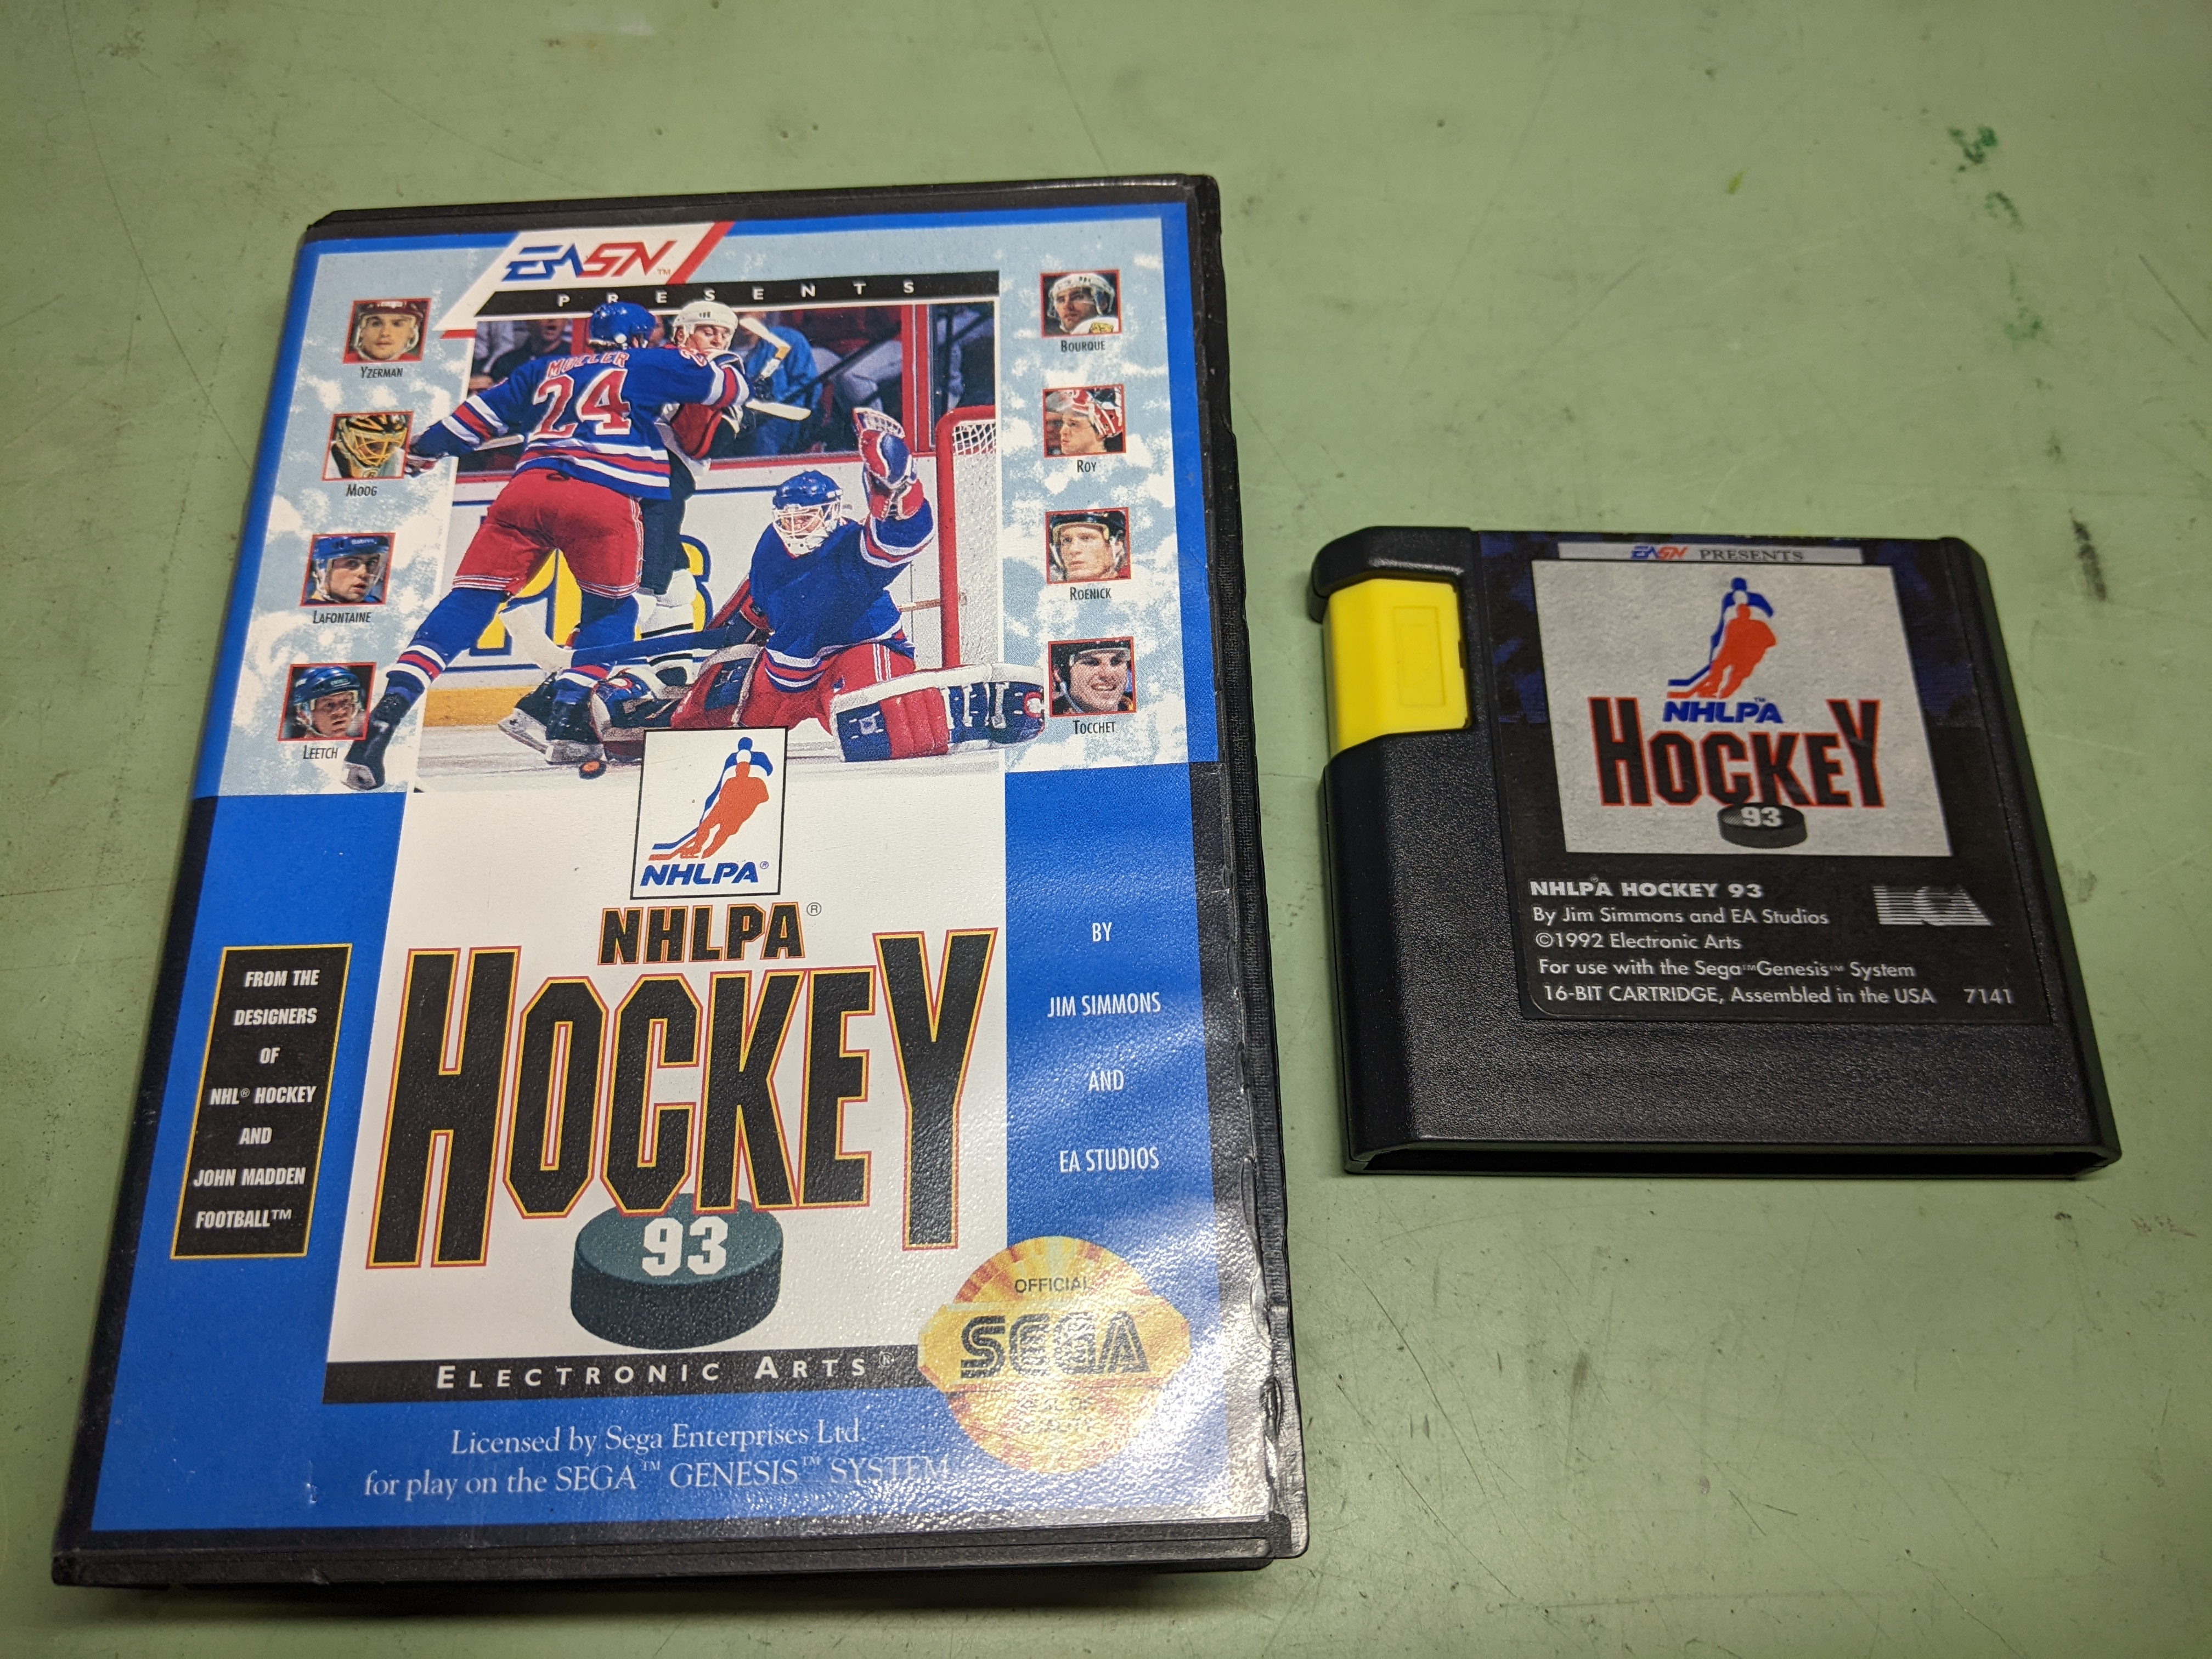 EASN™
PRESENTS
YZERMAN
MOOG
LAFONTAINE
LEETCH
BOURQUE
ROY
ROENICK
TOCCHET
24
NHLPA®
NHLPA®
HOCKEY
93
FROM THE
DESIGNERS
OF
NHL® HOCKEY
AND
JOHN MADDEN
FOOTBALL™
BY
JIM SIMMONS
AND
EA STUDIOS
ELECTRONIC ARTS®
OFFICIAL
SEGA
Licensed by Sega Enterprises Ltd.
for play on the SEGA™ GENESIS™ SYSTEM
EASN PRESENTS
NHLPA™
HOCKEY
93
NHLPA HOCKEY 93
By Jim Simmons and EA Studios
©1992 Electronic Arts
For use with the Sega™ Genesis™ System
16-BIT CARTRIDGE, Assembled in the USA 7141